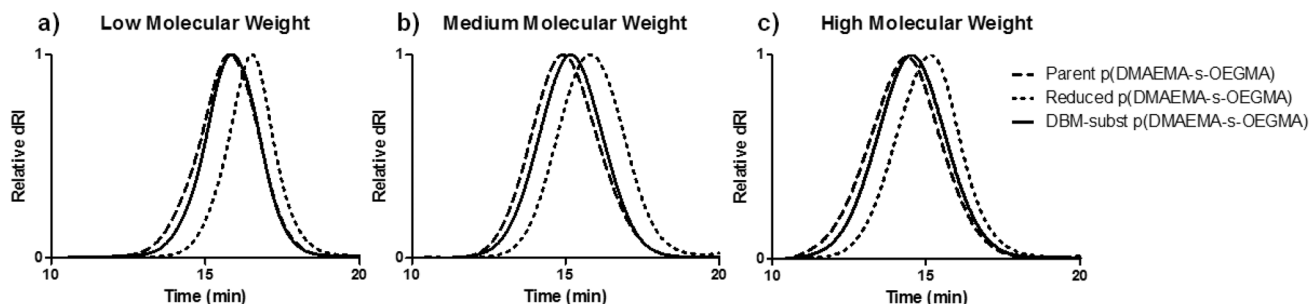 a) Low Molecular Weight
1
Relative dRI
0
10 15 20
Time (min)
b) Medium Molecular Weight
1
Relative dRI
0
10 15 20
Time (min)
c) High Molecular Weight
1
Relative dRI
0
10 15 20
Time (min)
Parent p(DMAEMA-s-OEGMA)
Reduced p(DMAEMA-s-OEGMA)
DBM-subst p(DMAEMA-s-OEGMA)